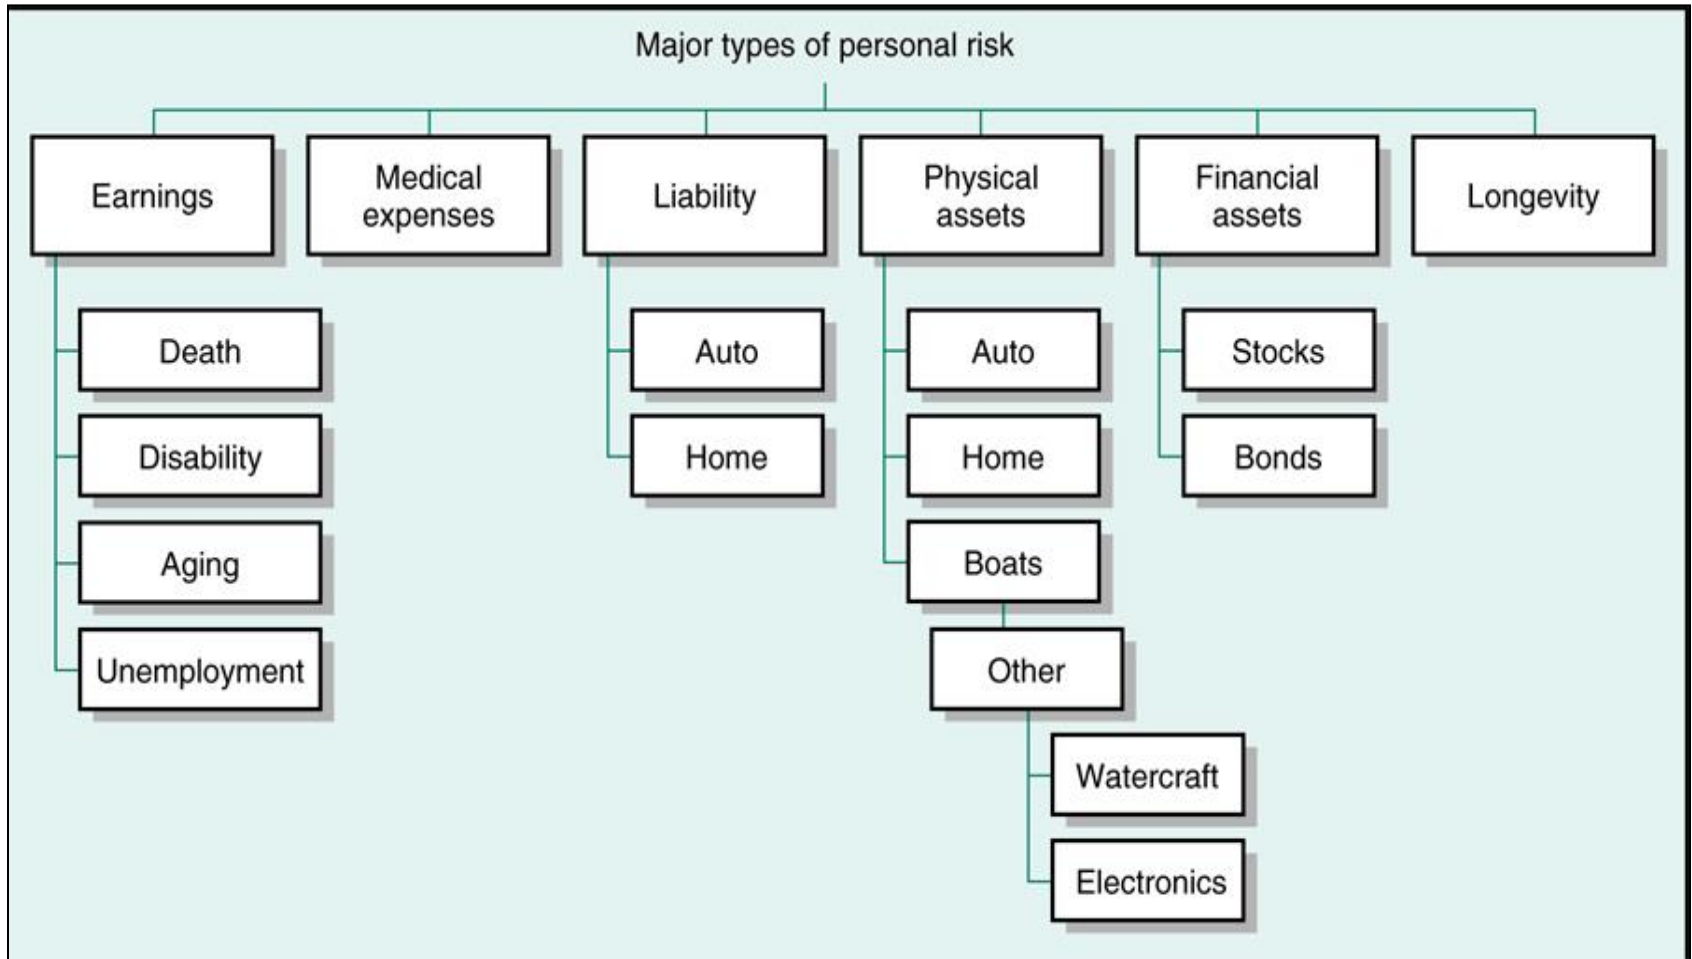 Major types of personal risk
Earnings
Medical
expenses
Liability
Physical
assets
Financial
assets
Longevity
Death
Disability
Aging
Unemployment
Auto
Home
Auto
Home
Boats
Other
Watercraft
Electronics
Stocks
Bonds